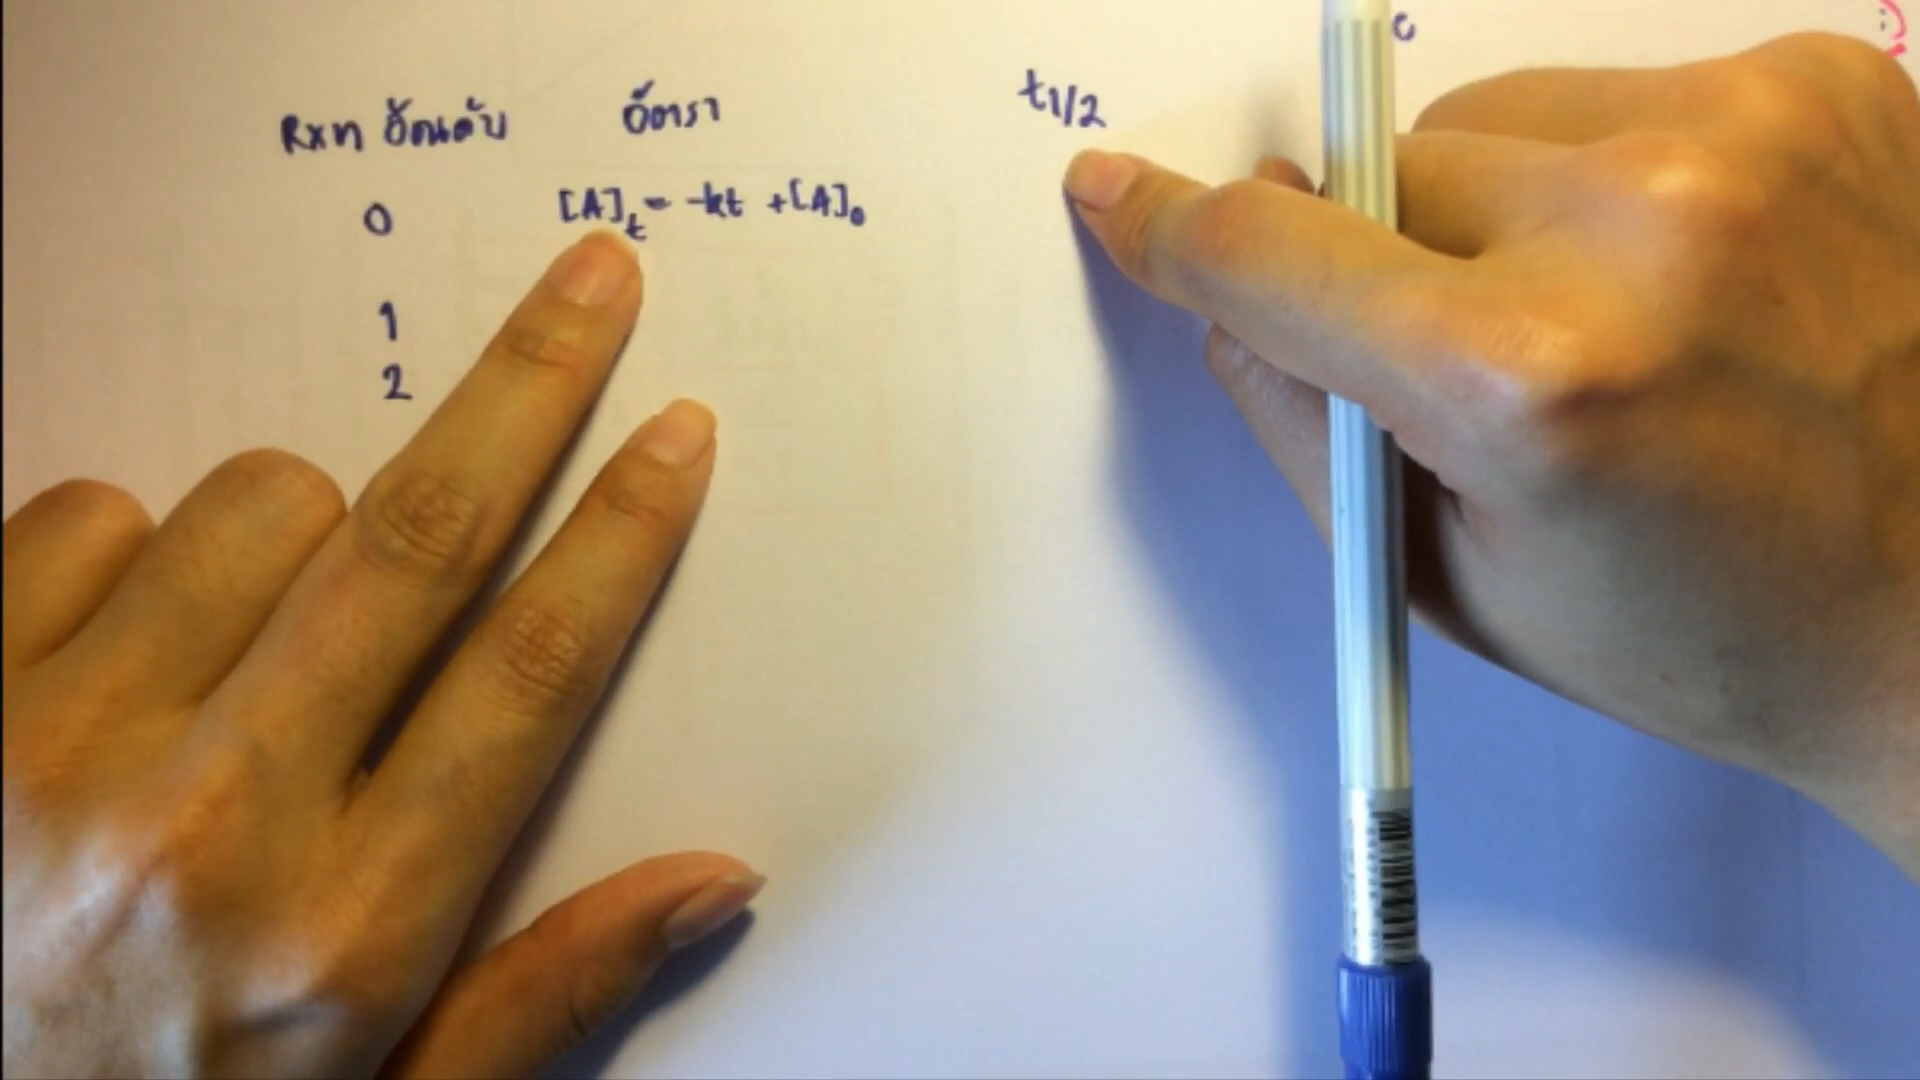 Rxn อันดับ อัตรา t1/2
0 [A]t = -kt + [A]0
1
2